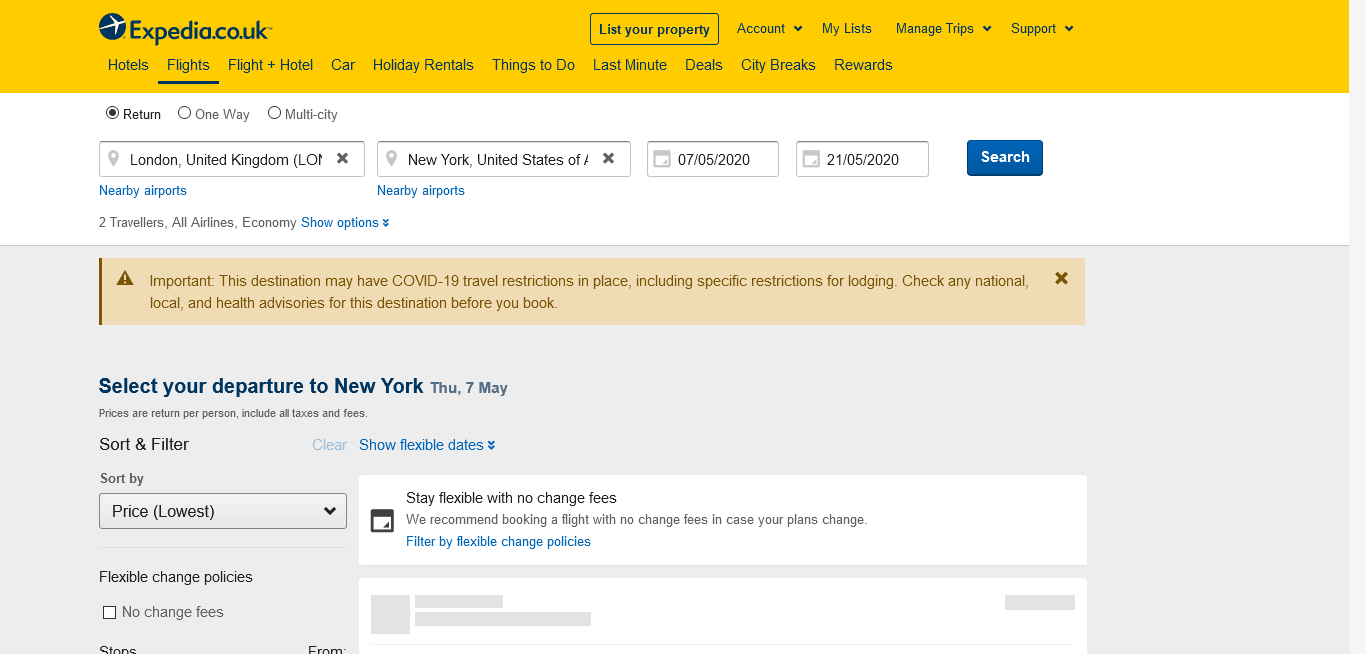 Expedia.co.uk™
List your property
Account
My Lists
Manage Trips
Support
Hotels
Flights
Flight + Hotel
Car
Holiday Rentals
Things to Do
Last Minute
Deals
City Breaks
Rewards
Return
One Way
Multi-city
London, United Kingdom (LON
New York, United States of
07/05/2020
21/05/2020
Search
Nearby airports
Nearby airports
2 Travellers, All Airlines, Economy Show options
Important: This destination may have COVID-19 travel restrictions in place, including specific restrictions for lodging. Check any national,
local, and health advisories for this destination before you book.
Select your departure to New York Thu, 7 May
Prices are return per person, include all taxes and fees.
Sort & Filter
Clear
Show flexible dates
Sort by
Price (Lowest)
Stay flexible with no change fees
We recommend booking a flight with no change fees in case your plans change.
Filter by flexible change policies
Flexible change policies
No change fees
Stops
From: